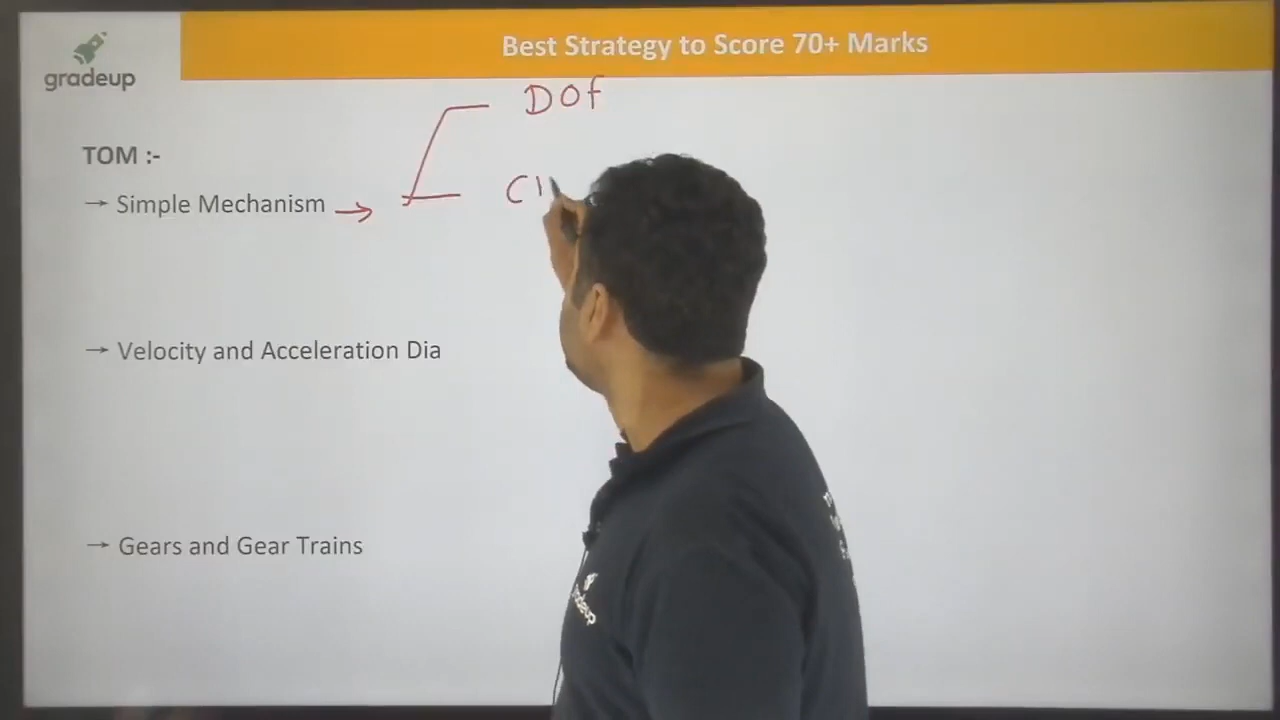 gradeup
Best Strategy to Score 70+ Marks
DOf
TOM :-
→ Simple Mechanism →
→ Velocity and Acceleration Dia
→ Gears and Gear Trains